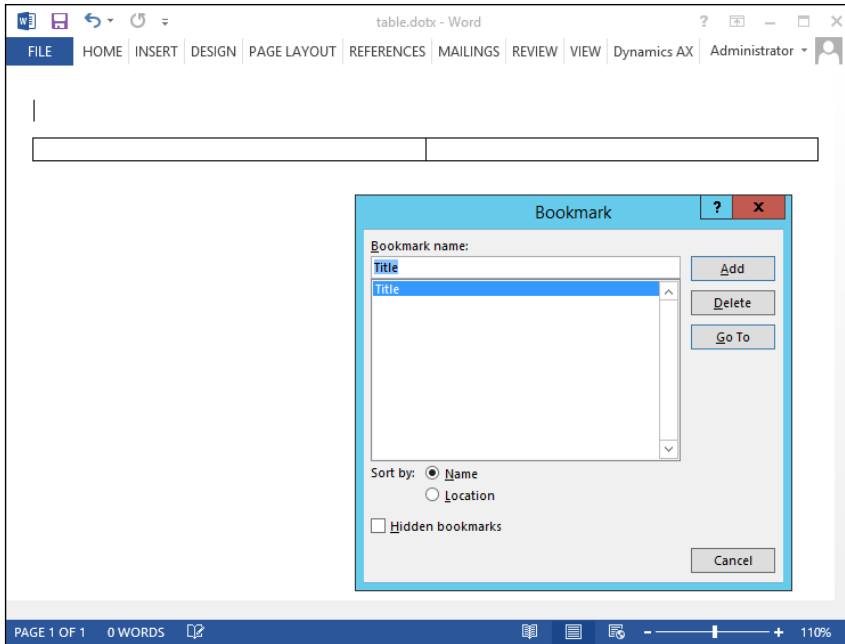 table.dotx - Word
FILE HOME INSERT DESIGN PAGE LAYOUT REFERENCES MAILINGS REVIEW VIEW Dynamics AX Administrator
Bookmark
Bookmark name:
Title
Add
Title
Delete
Go To
Sort by: Name
Location
Hidden bookmarks
Cancel
PAGE 1 OF 1 0 WORDS 110%